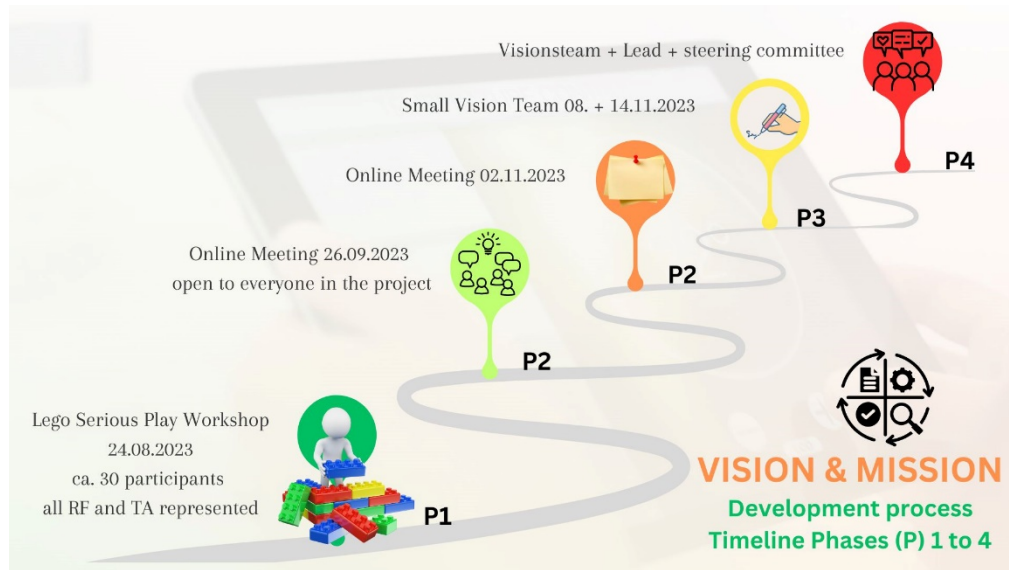 Visionsteam + Lead + steering committee
P4
Small Vision Team 08. + 14.11.2023
P3
Online Meeting 02.11.2023
P2
Online Meeting 26.09.2023
open to everyone in the project
P2
Lego Serious Play Workshop
24.08.2023
ca. 30 participants
all RF and TA represented
P1
VISION & MISSION
Development process
Timeline Phases (P) 1 to 4